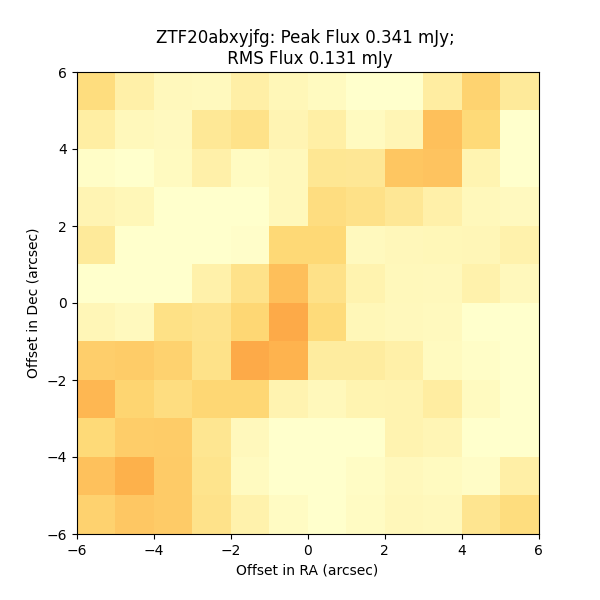 ZTF20abxyjfg: Peak Flux 0.341 mJy;
RMS Flux 0.131 mJy
6
4
2
0
−2
−4
−6
Offset in Dec (arcsec)
−6 −4 −2 0 2 4 6
Offset in RA (arcsec)